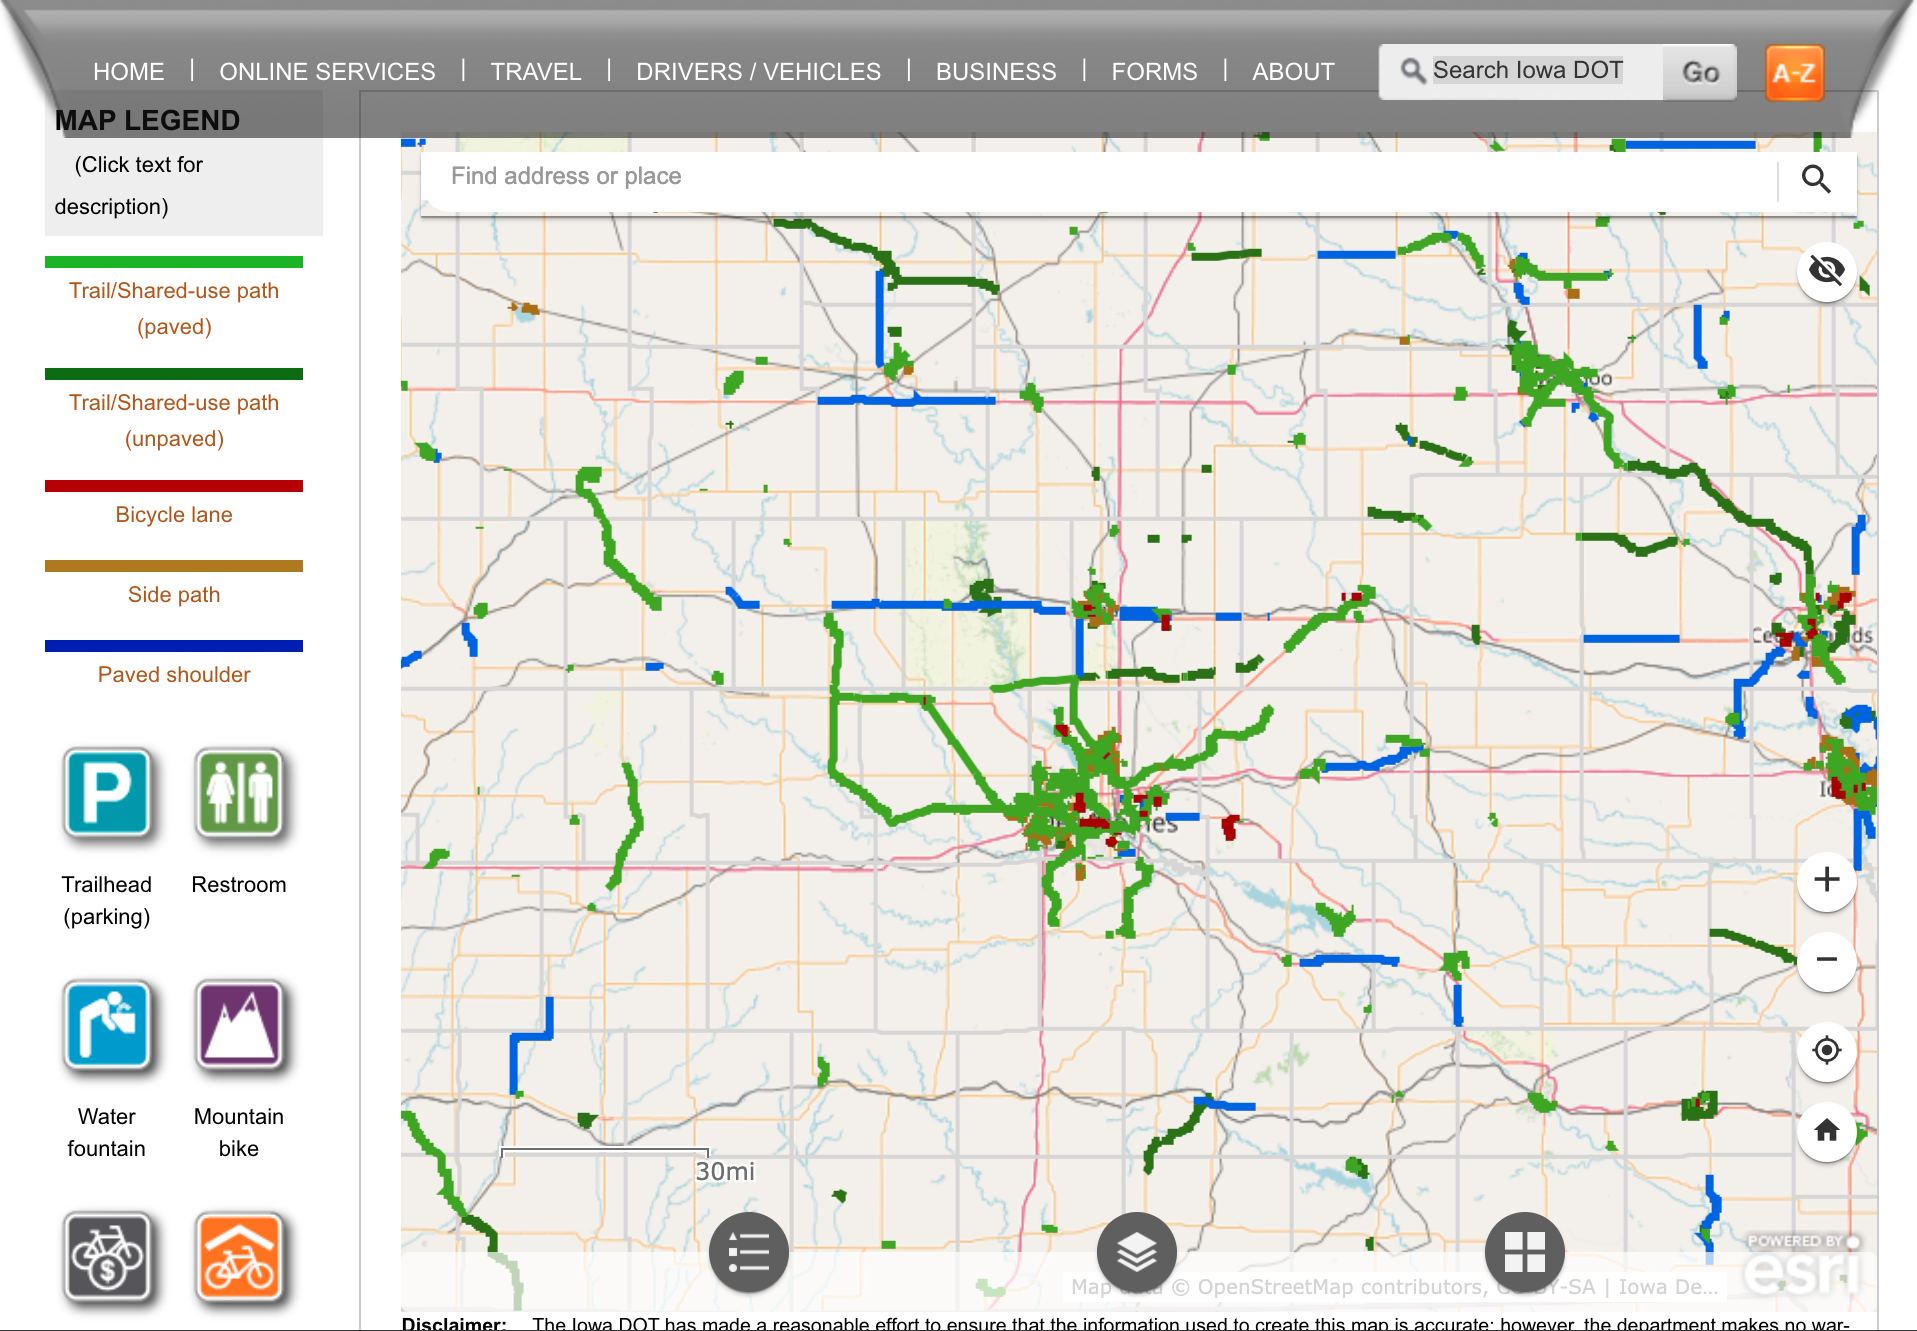 HOME | ONLINE SERVICES | TRAVEL | DRIVERS / VEHICLES | BUSINESS | FORMS | ABOUT
Search Iowa DOT
Go
A-Z
MAP LEGEND
(Click text for
description)
Trail/Shared-use path
(paved)
Trail/Shared-use path
(unpaved)
Bicycle lane
Side path
Paved shoulder
P
Trailhead
(parking)
Restroom
Water
fountain
Mountain
bike
$
Find address or place
30mi
Map data © OpenStreetMap contributors, CC-BY-SA | Iowa De...
POWERED BY
esri
Disclaimer: The Iowa DOT has made a reasonable effort to ensure that the information used to create this map is accurate; however, the department makes no war-